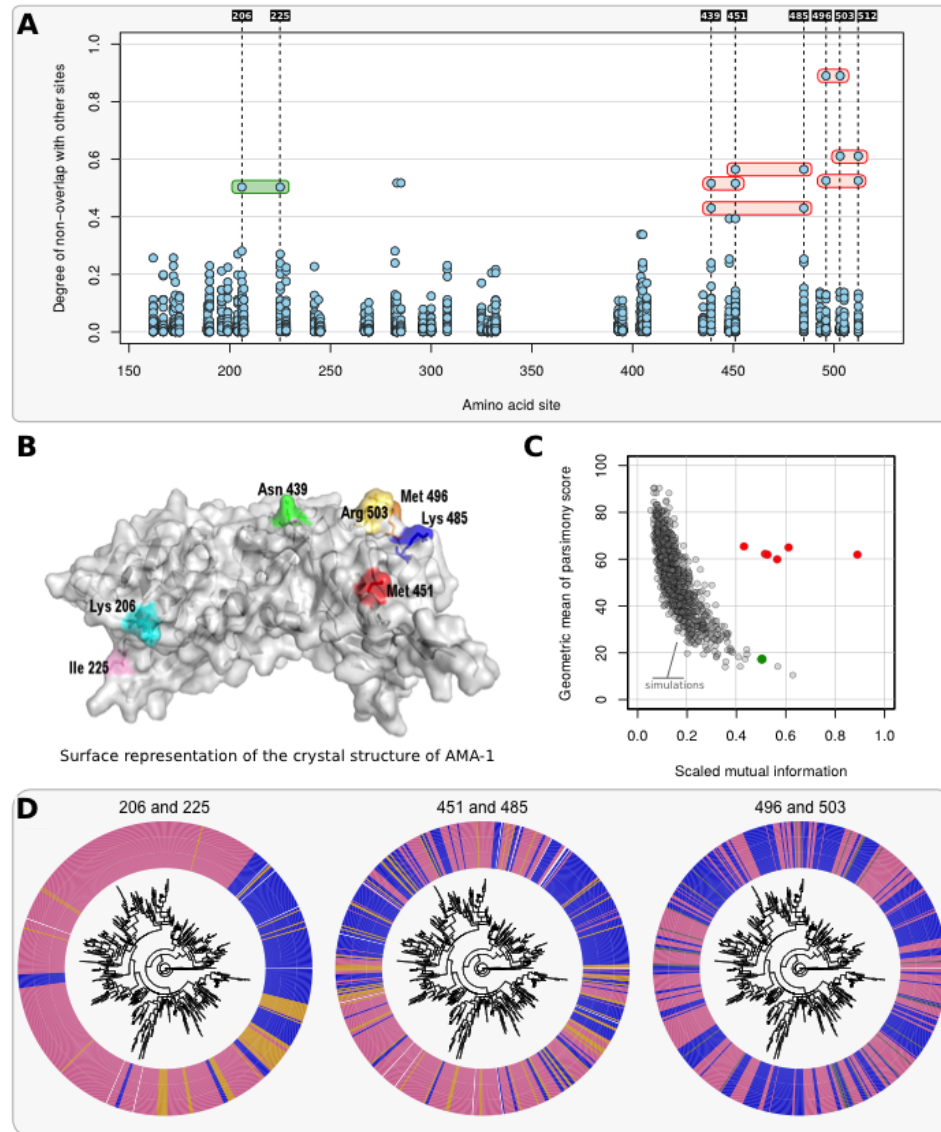 A
206 225 439 451 485 496 503 512
Degree of non-overlap with other sites
1.0
0.8
0.6
0.4
0.2
0.0
150 200 250 300 350 400 450 500
Amino acid site
B
Asn 439
Met 496
Arg 503
Lys 485
Met 451
Lys 206
Ile 225
Surface representation of the crystal structure of AMA-1
C
Geometric mean of parsimony score
100
80
60
40
20
0
simulations
0.0 0.2 0.4 0.6 0.8 1.0
Scaled mutual information
D
206 and 225 451 and 485 496 and 503